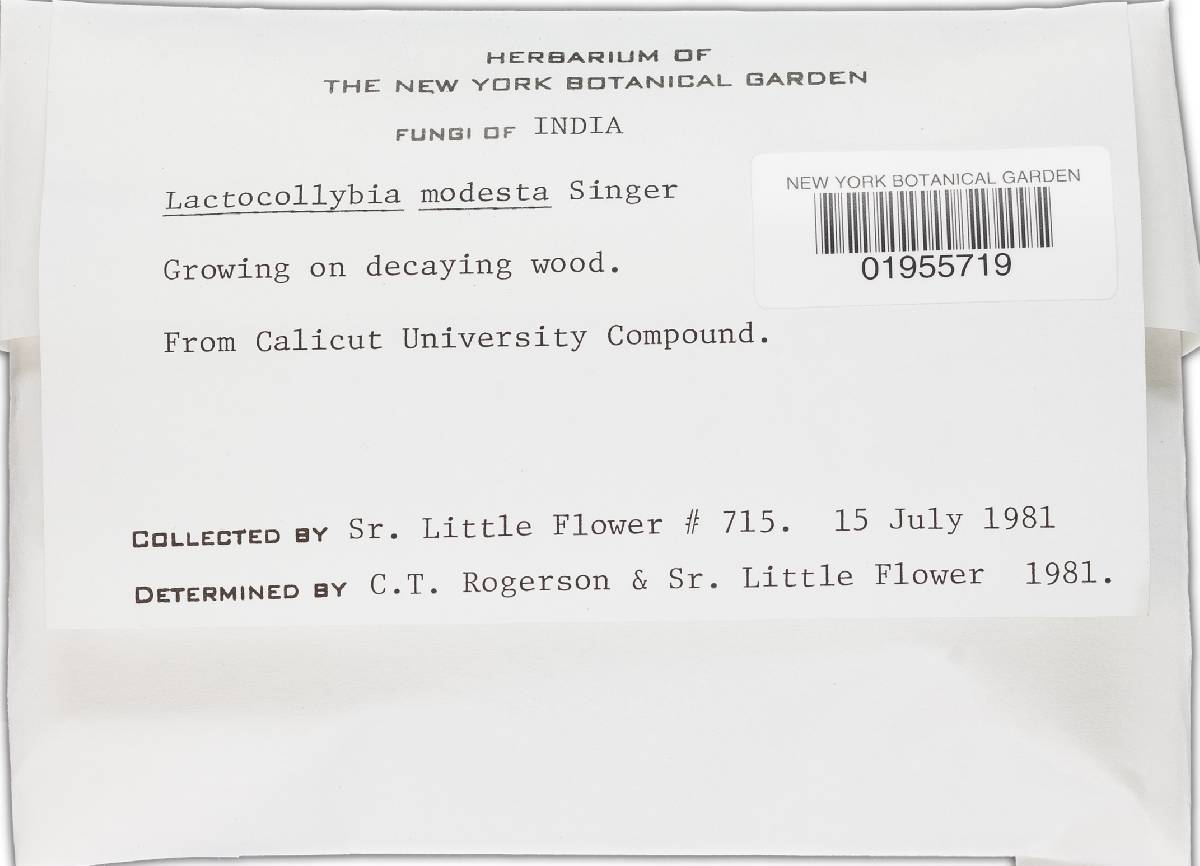 HERBARIUM OF
THE NEW YORK BOTANICAL GARDEN
FUNGI OF INDIA
Lactocollybia modesta Singer
NEW YORK BOTANICAL GARDEN
01955719
Growing on decaying wood.
From Calicut University Compound.
COLLECTED BY Sr. Little Flower # 715. 15 July 1981
DETERMINED BY C.T. Rogerson & Sr. Little Flower 1981.